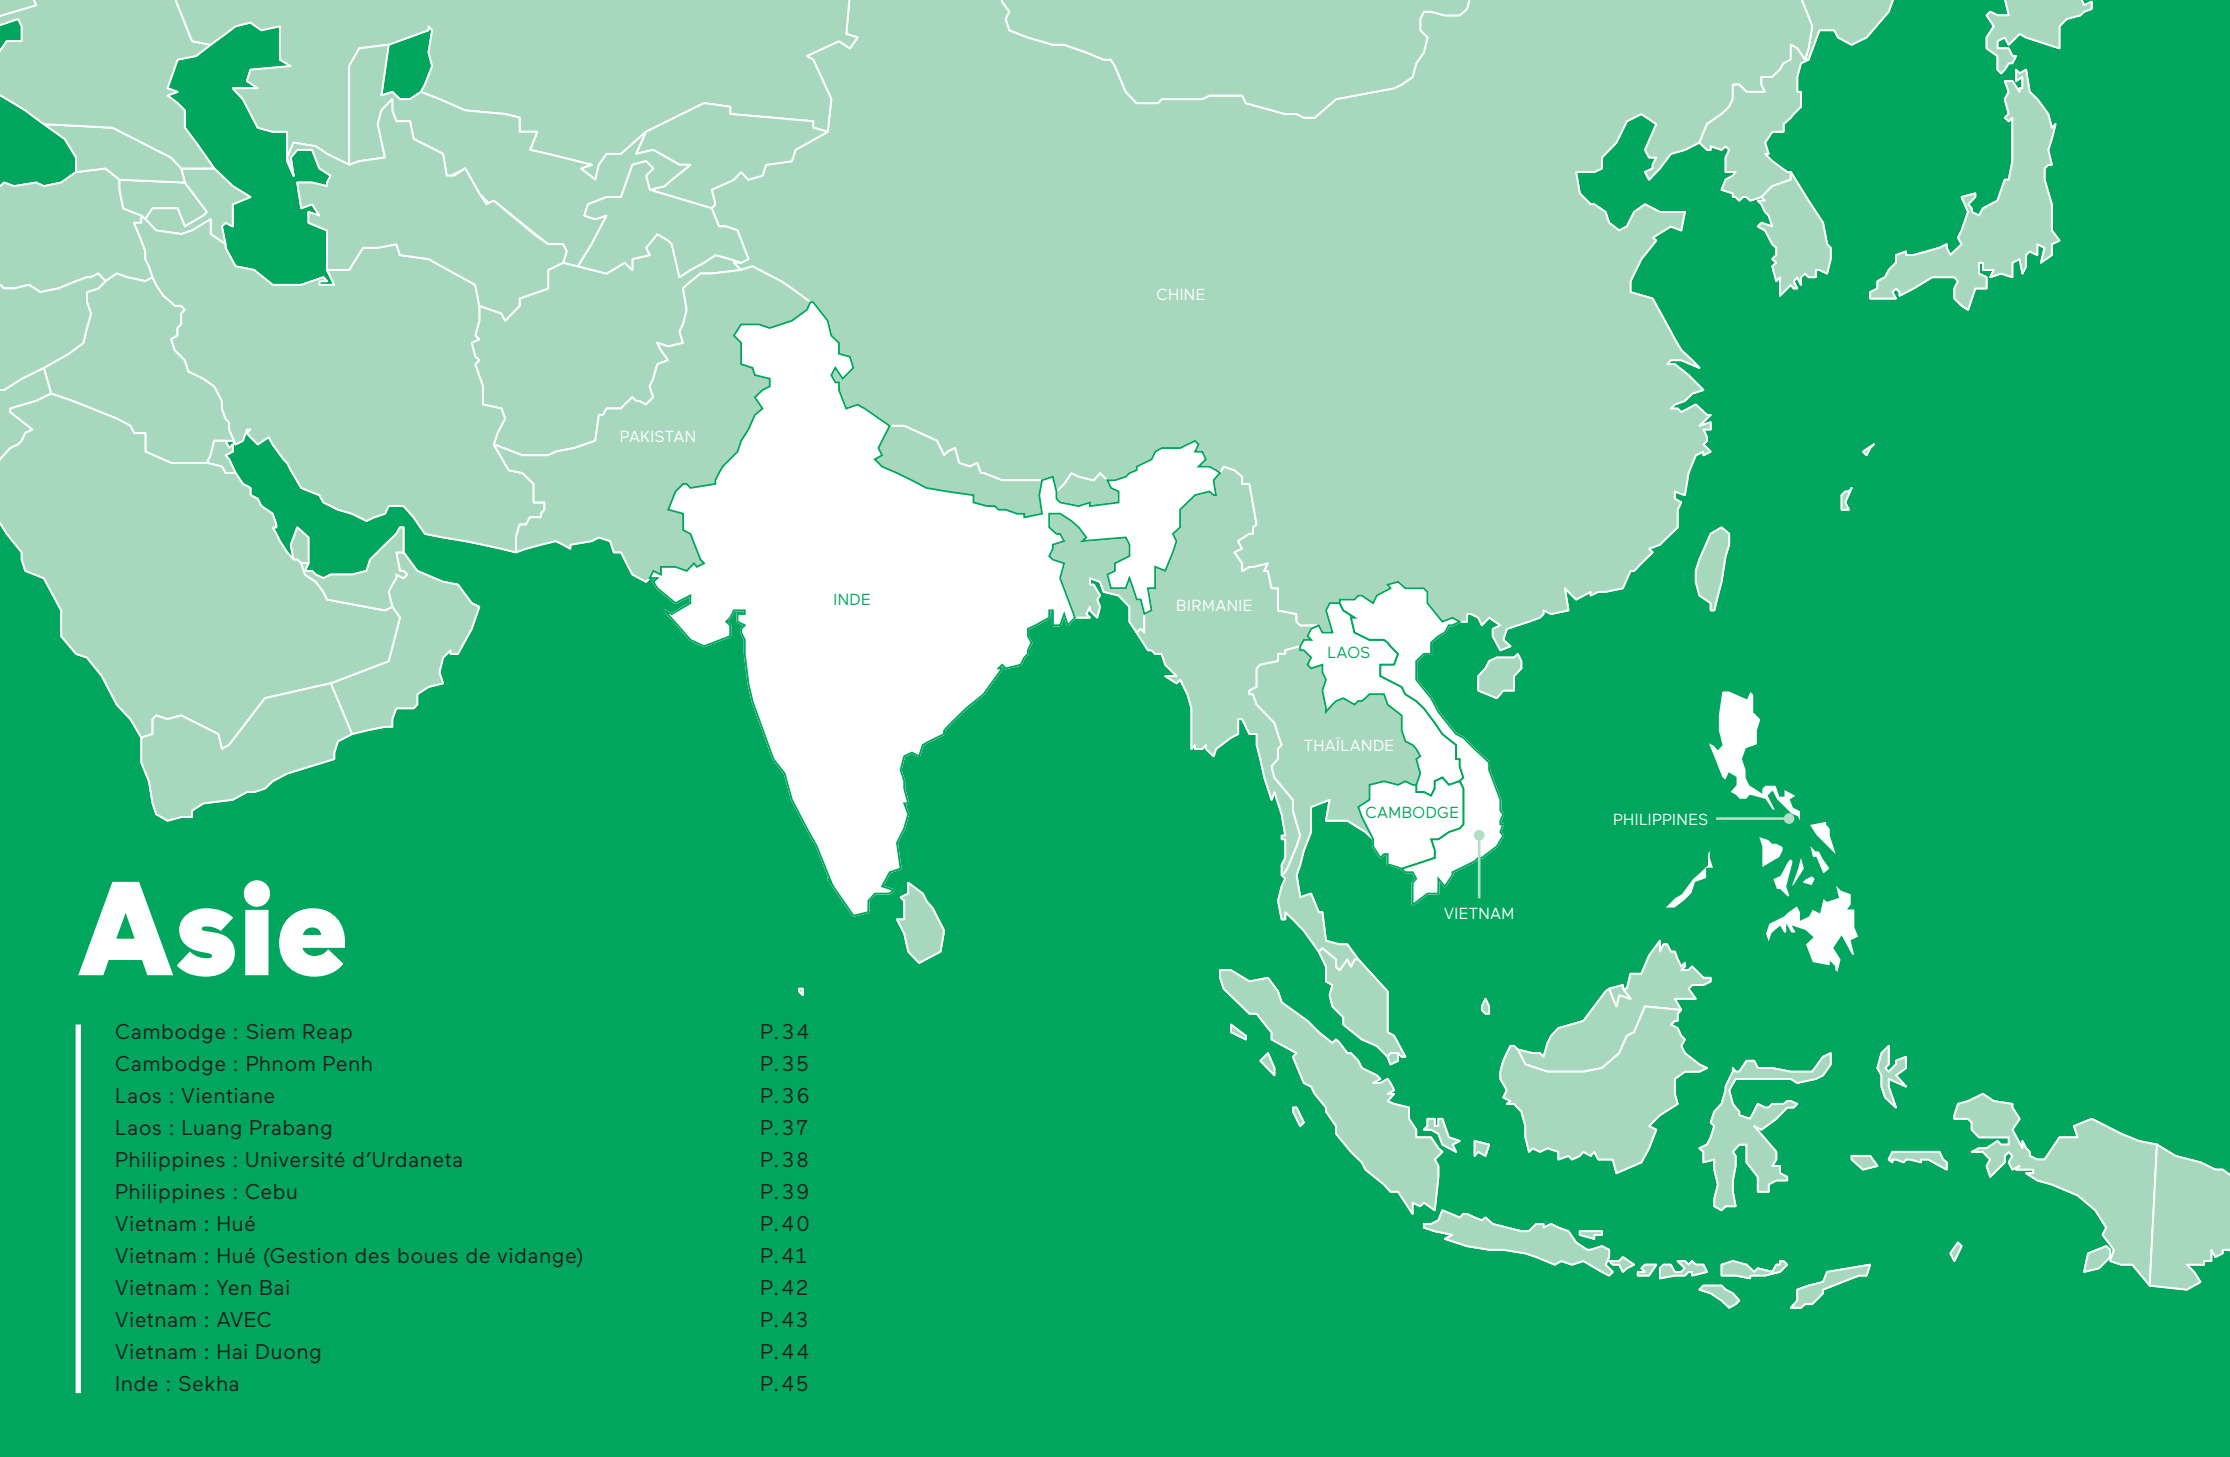 CHINE
PAKISTAN
INDE
BIRMANIE
LAOS
THAÏLANDE
CAMBODGE
PHILIPPINES
VIETNAM
Asie
Cambodge : Siem Reap P.34
Cambodge : Phnom Penh P.35
Laos : Vientiane P.36
Laos : Luang Prabang P.37
Philippines : Université d’Urdaneta P.38
Philippines : Cebu P.39
Vietnam : Hué P.40
Vietnam : Hué (Gestion des boues de vidange) P.41
Vietnam : Yen Bai P.42
Vietnam : AVEC P.43
Vietnam : Hai Duong P.44
Inde : Sekha P.45